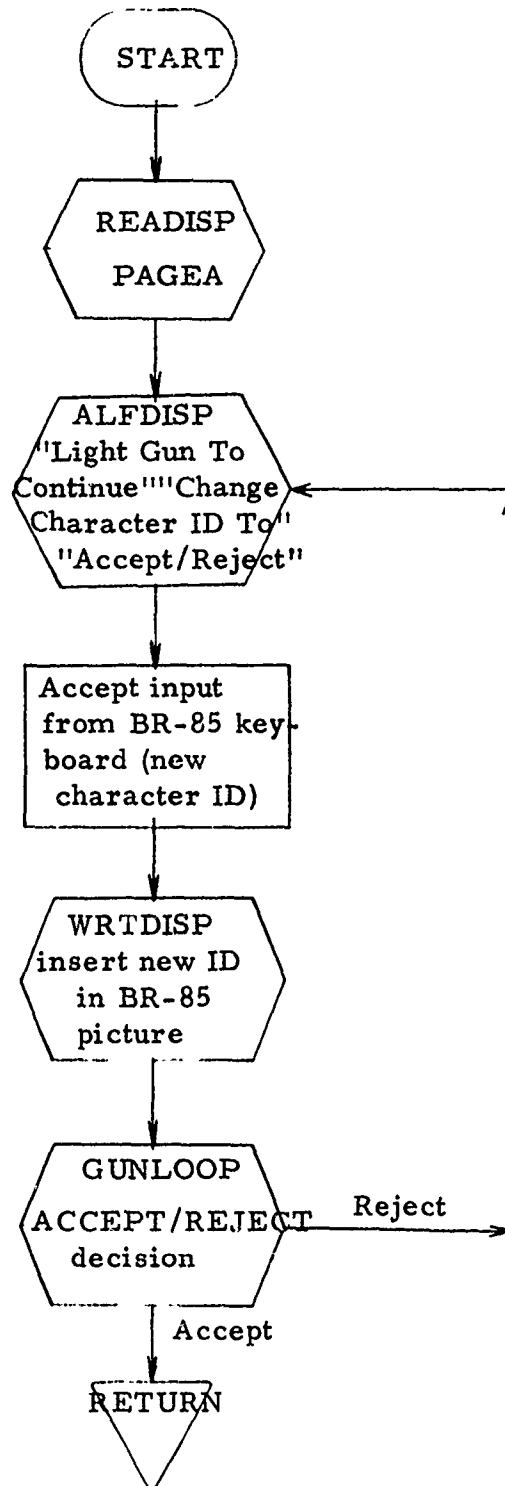 START
READISP
PAGEA
ALFDISP
"Light Gun To
Continue""Change
Character ID To"
"Accept/Reject"
Accept input
from BR-85 key-
board (new
character ID)
WRTDISP
insert new ID
in BR-85
picture
GUNLOOP
ACCEPT/REJECT
decision
Reject
Accept
RETURN